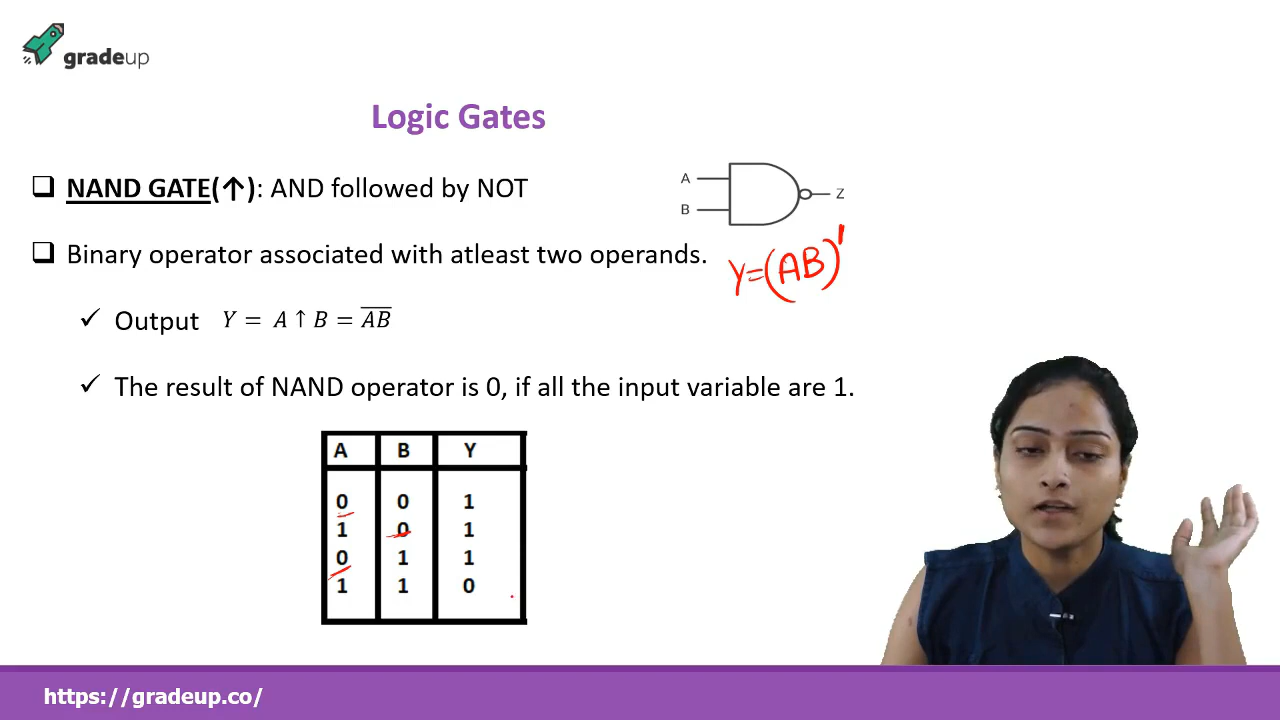 gradeup
Logic Gates
❑ NAND GATE(↑): AND followed by NOT
A
B
Z
❑ Binary operator associated with atleast two operands.
Y=(AB)'
✓ Output Y = A ↑ B = \overline{AB}
✓ The result of NAND operator is 0, if all the input variable are 1.
A B Y
0 0 1
1 0 1
0 1 1
1 1 0
https://gradeup.co/